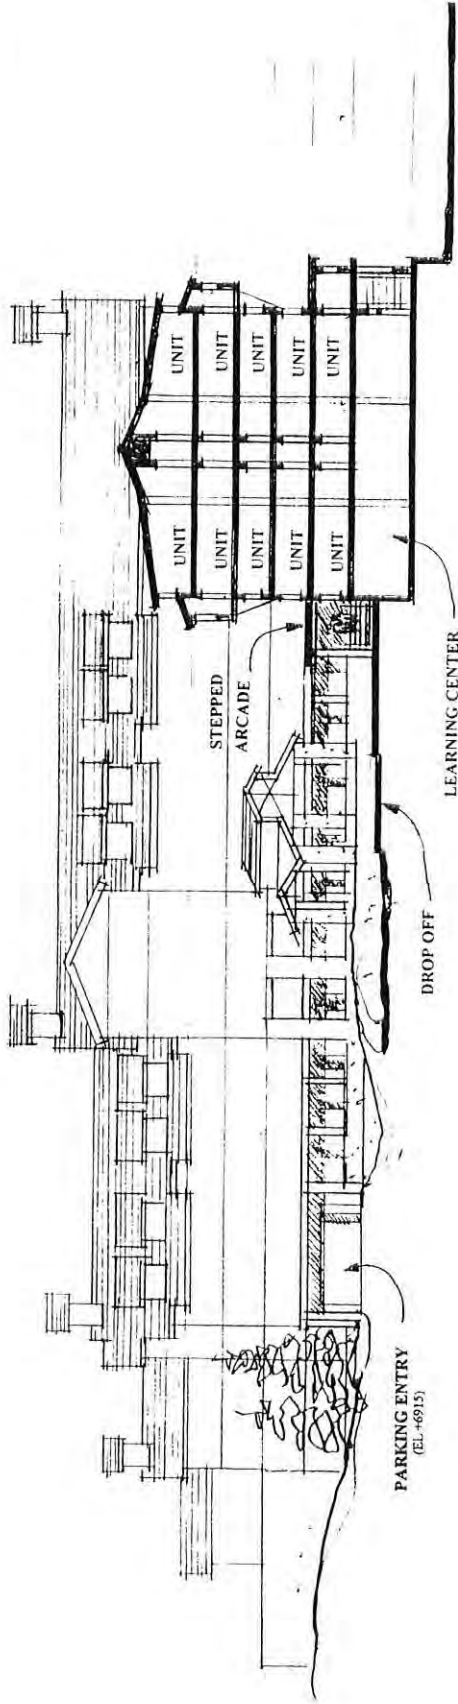 UNIT UNIT
UNIT UNIT
UNIT UNIT
UNIT UNIT
UNIT UNIT
STEPPED
ARCADE
PARKING ENTRY
(EL +6915)
DROP OFF
LEARNING CENTER